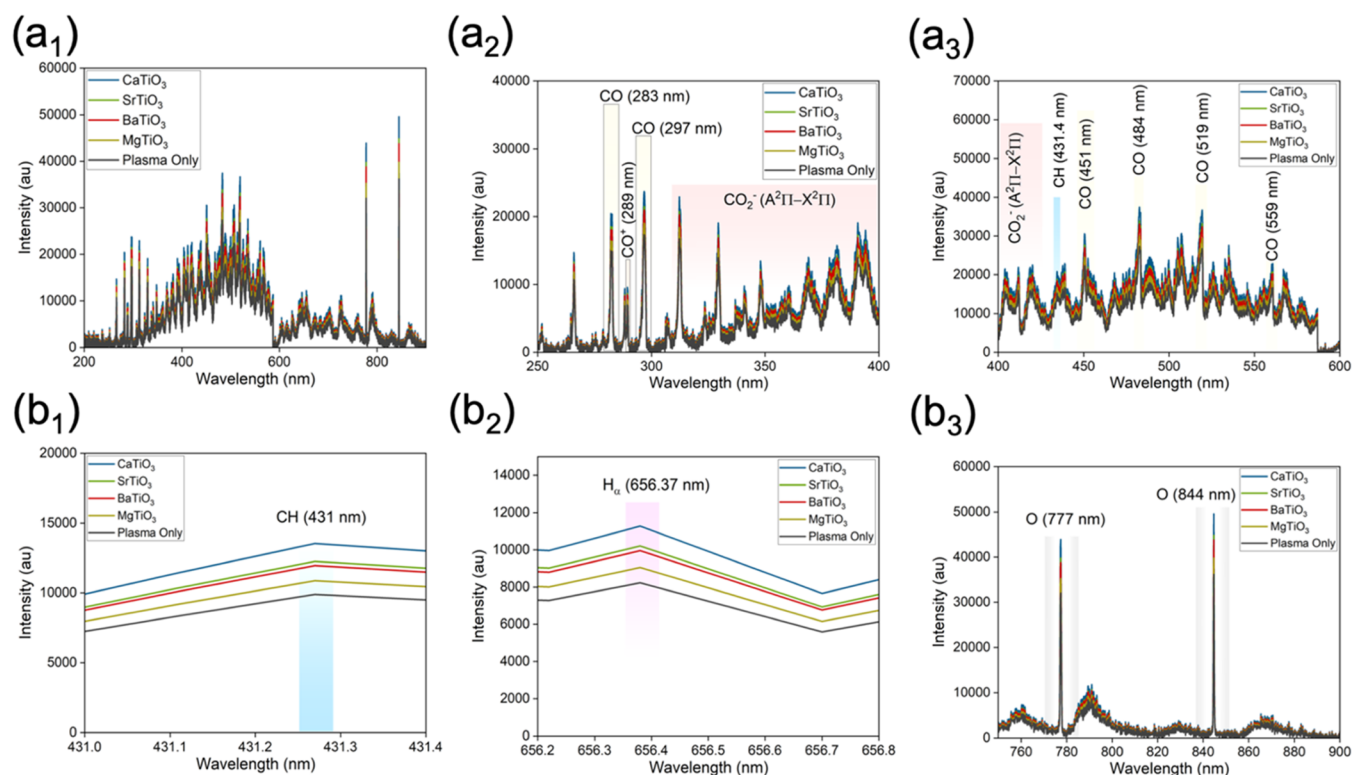 (a1)
60000
50000
40000
30000
20000
10000
0
Intensity (au)
CaTiO3
SrTiO3
BaTiO3
MgTiO3
Plasma Only
200 400 600 800
Wavelength (nm)
(a2)
40000
30000
20000
10000
0
Intensity (au)
CO (283 nm)
CO+ (289 nm)
CO (297 nm)
CO2- (A2Π–X2Π)
CaTiO3
SrTiO3
BaTiO3
MgTiO3
Plasma Only
250 300 350 400
Wavelength (nm)
(a3)
70000
60000
50000
40000
30000
20000
10000
0
Intensity (au)
CO2- (A2Π–X2Π)
CH (431.4 nm)
CO (451 nm)
CO (484 nm)
CO (519 nm)
CO (559 nm)
CaTiO3
SrTiO3
BaTiO3
MgTiO3
Plasma Only
400 450 500 550 600
Wavelength (nm)
(b1)
20000
15000
10000
5000
0
Intensity (au)
CaTiO3
SrTiO3
BaTiO3
MgTiO3
Plasma Only
CH (431 nm)
431.0 431.1 431.2 431.3 431.4
Wavelength (nm)
(b2)
14000
12000
10000
8000
6000
4000
2000
0
Intensity (au)
Hα (656.37 nm)
CaTiO3
SrTiO3
BaTiO3
MgTiO3
Plasma Only
656.2 656.3 656.4 656.5 656.6 656.7 656.8
Wavelength (nm)
(b3)
60000
50000
40000
30000
20000
10000
0
Intensity (au)
O (777 nm)
O (844 nm)
CaTiO3
SrTiO3
BaTiO3
MgTiO3
Plasma Only
760 780 800 820 840 860 880 900
Wavelength (nm)